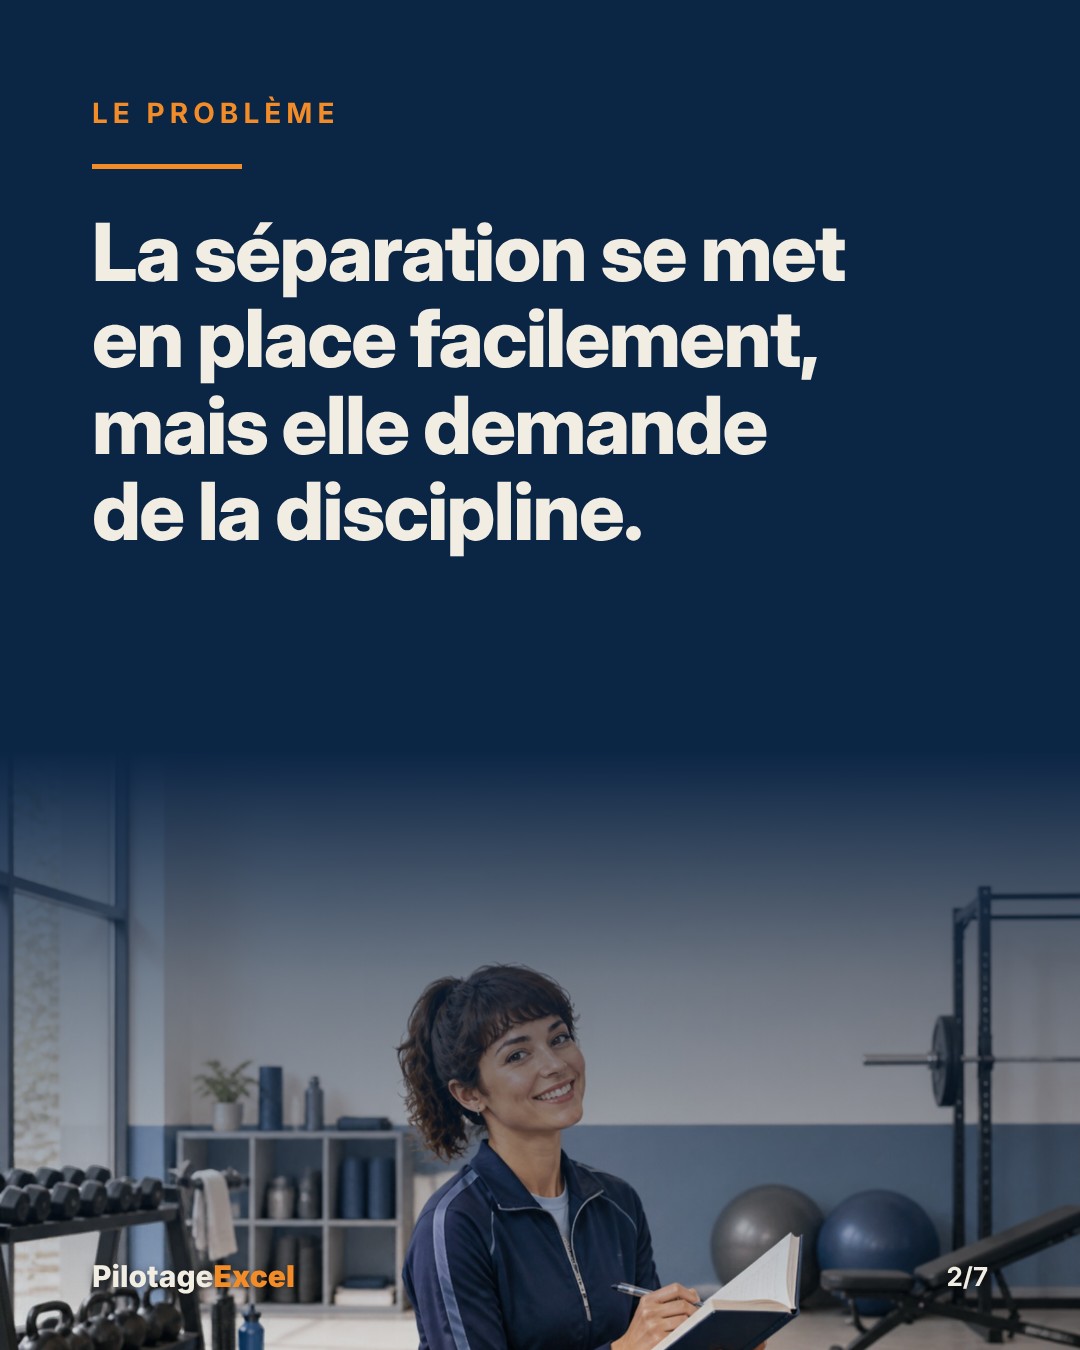 LE PROBLÈME
La séparation se met
en place facilement,
mais elle demande
de la discipline.
PilotageExcel
2/7